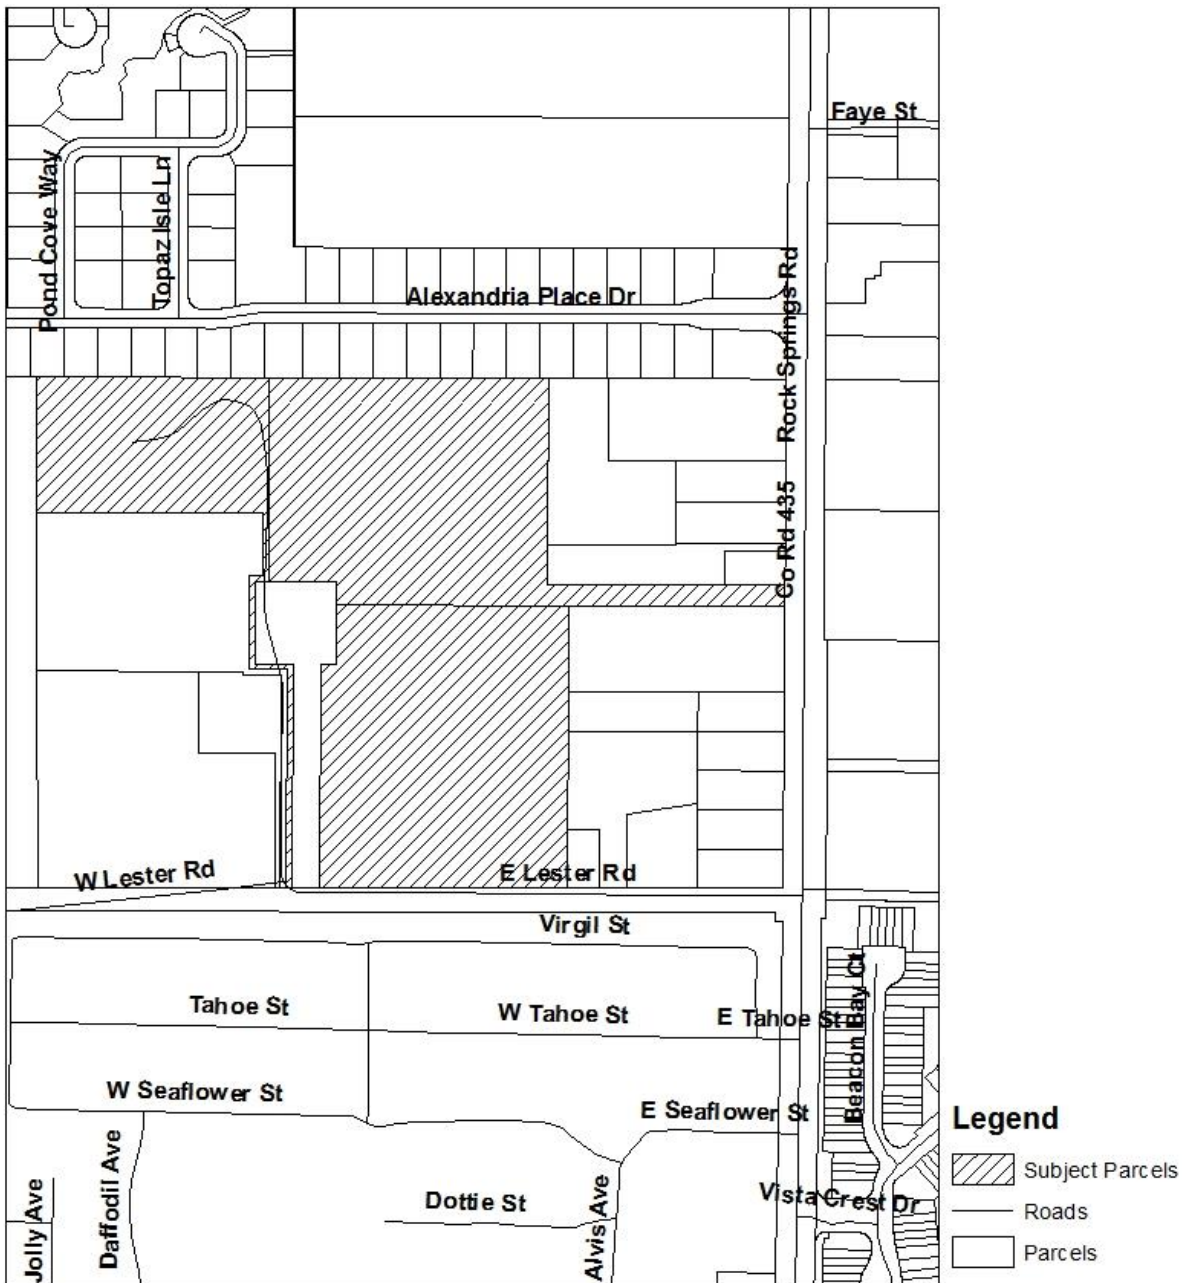 Faye St
Pond Cove Way
Topaz Isle Ln
Alexandria Place Dr
Rock Springs Rd
Co Rd 435
W Lester Rd
E Lester Rd
Virgil St
Tahoe St
W Tahoe St
E Tahoe St
Beacon Bay Ct
W Seaflower St
E Seaflower St
Daffodil Ave
Jolly Ave
Dottie St
Alvis Ave
Vista Crest Dr
Legend
Subject Parcels
Roads
Parcels